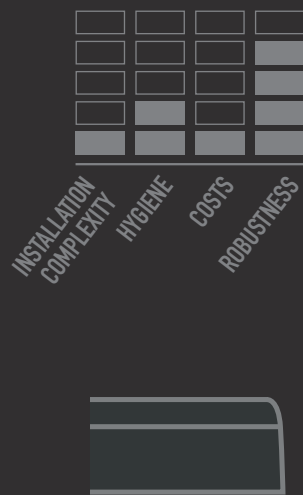 INSTALLATION
COMPLEXITY
HYGIENE
COSTS
ROBUSTNESS